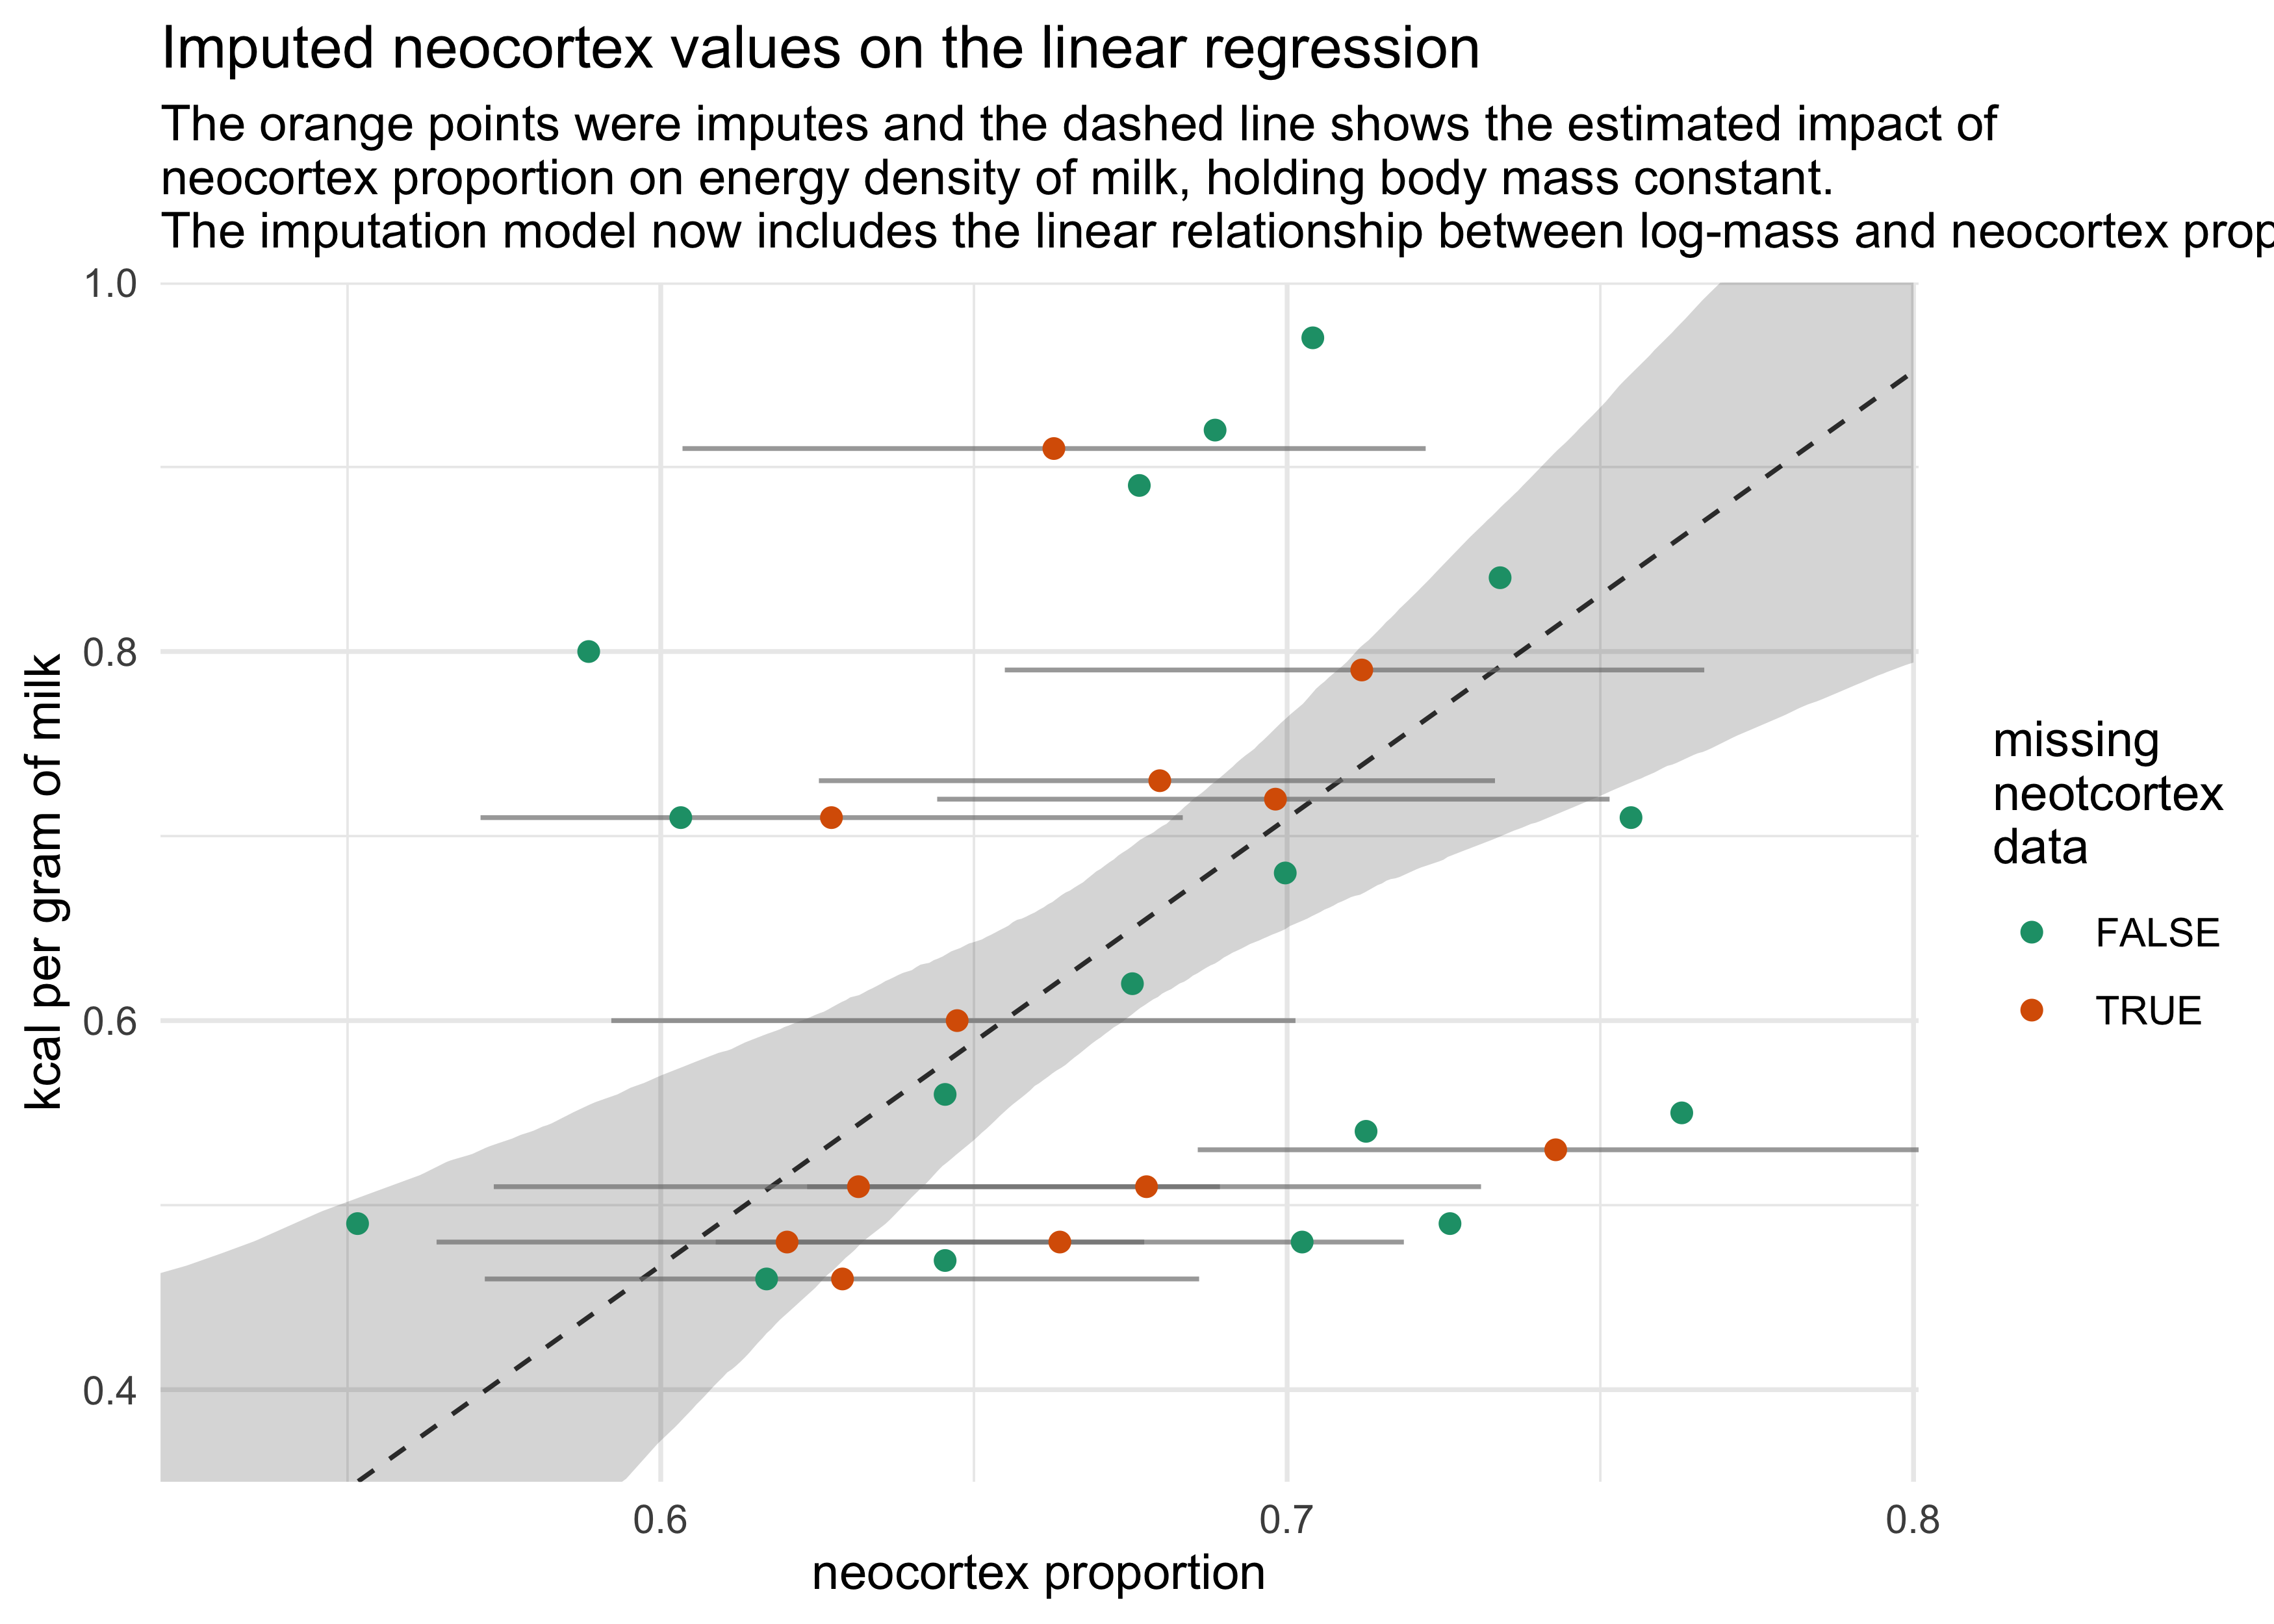 Imputed neocortex values on the linear regression
The orange points were imputes and the dashed line shows the estimated impact of
neocortex proportion on energy density of milk, holding body mass constant.
The imputation model now includes the linear relationship between log-mass and neocortex prop
1.0
0.8
0.6
0.4
kcal per gram of milk
0.6
0.7
0.8
neocortex proportion
missing
neotcortex
data
FALSE
TRUE